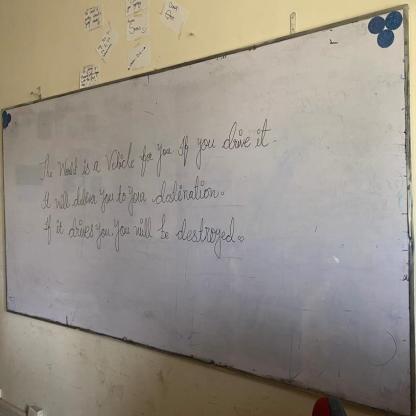 The World is a Vehicle for you If you drive it.
It will deliver you to your destination.
If it drives you. You will be destroyed.